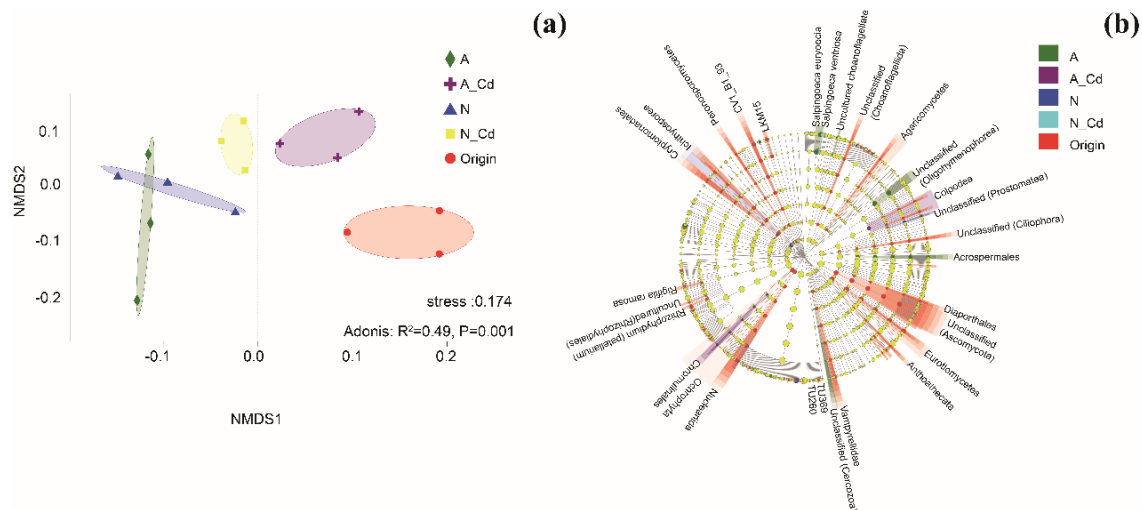 (a)
A
A_Cd
N
N_Cd
Origin
0.1
0.0
-0.1
-0.2
NMDS2
stress :0.174
Adonis: R²=0.49, P=0.001
-0.1
0.0
0.1
0.2
NMDS1
(b)
A
A_Cd
N
N_Cd
Origin
Salpingoeca euryoecia
Salpingoeca ventriosa
Uncultured choanoflagellate
Unclassified
(Choanoflagellida)
Agaricomycetes
Unclassified
(Oligohymenophorea)
Colpodea
Unclassified (Prostomatea)
Unclassified (Ciliophora)
Acrospermales
Diaporthales
Unclassified
(Ascomycota)
Eurotiomycetes
Anthoathecata
Vampyrellidae
Unclassified (Cercozoa)
TU369
TU260
Nucleariida
Ochrophyta
Chromulinales
Rhizophydium (patellarium)
Uncultured(Rhizophydiales)
Rigifila ramosa
Cryptomonadales
Ichthyosporea
Peronosporomycetes
CV1_B1_93
LKM15